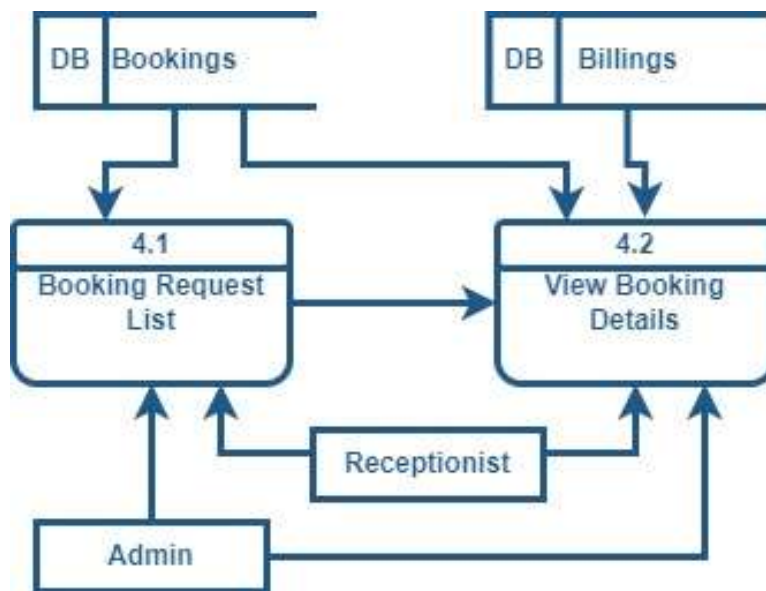 DB Bookings
DB Billings
4.1
Booking Request
List
4.2
View Booking
Details
Receptionist
Admin